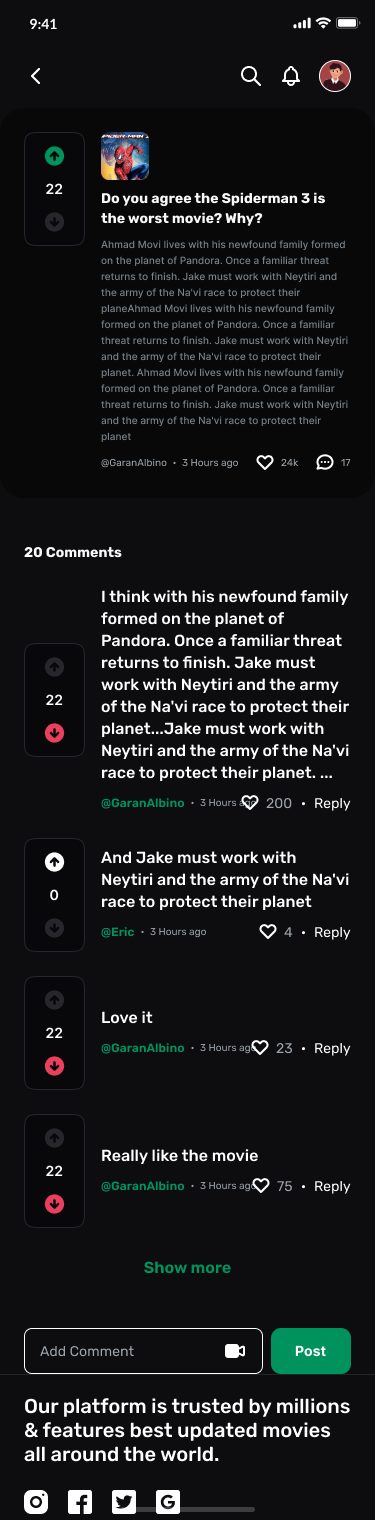 9:41
SPIDER-MAN
22
Do you agree the Spiderman 3 is
the worst movie? Why?
Ahmad Movi lives with his newfound family formed
on the planet of Pandora. Once a familiar threat
returns to finish. Jake must work with Neytiri and
the army of the Na'vi race to protect their
planeAhmad Movi lives with his newfound family
formed on the planet of Pandora. Once a familiar
threat returns to finish. Jake must work with Neytiri
and the army of the Na'vi race to protect their
planet. Ahmad Movi lives with his newfound family
formed on the planet of Pandora. Once a familiar
threat returns to finish. Jake must work with Neytiri
and the army of the Na'vi race to protect their
planet
@GaranAlbino • 3 Hours ago 24k 17
20 Comments
I think with his newfound family
formed on the planet of
Pandora. Once a familiar threat
returns to finish. Jake must
work with Neytiri and the army
of the Na'vi race to protect their
planet...Jake must work with
Neytiri and the army of the Na'vi
race to protect their planet. ...
22
@GaranAlbino • 3 Hours ago 200 • Reply
And Jake must work with
Neytiri and the army of the Na'vi
race to protect their planet
0
@Eric • 3 Hours ago 4 • Reply
Love it
22
@GaranAlbino • 3 Hours ago 23 • Reply
Really like the movie
22
@GaranAlbino • 3 Hours ago 75 • Reply
Show more
Add Comment
Post
Our platform is trusted by millions
& features best updated movies
all around the world.